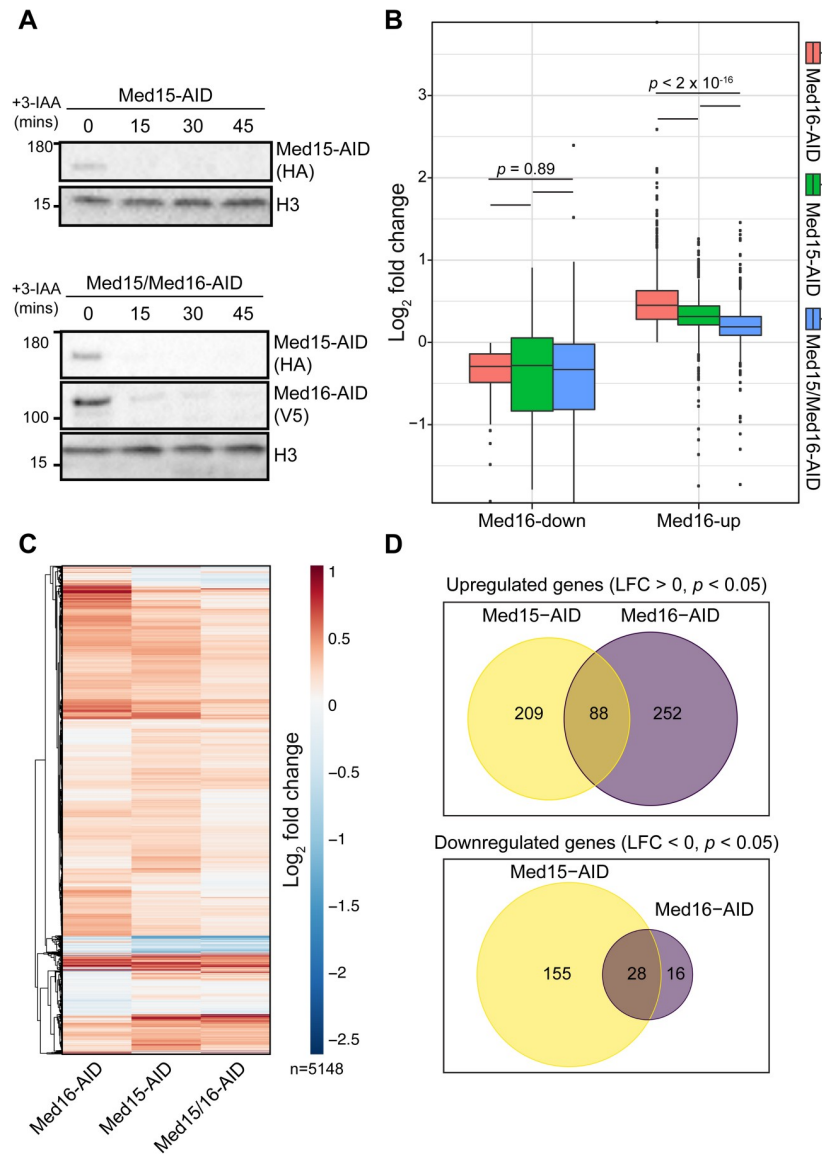 A
+3-IAA
(mins)
Med15-AID
0 15 30 45
180
Med15-AID
(HA)
15
H3
+3-IAA
(mins)
Med15/Med16-AID
0 15 30 45
180
Med15-AID
(HA)
Med16-AID
(V5)
100
15
H3
B
Log2 fold change
3
2
1
0
−1
p = 0.89
p < 2 x 10-16
Med16-down
Med16-up
Med16-AID
Med15-AID
Med15/Med16-AID
C
1
0.5
0
−0.5
−1
−1.5
−2
−2.5
Log2 fold change
n=5148
Med16-AID
Med15-AID
Med15/16-AID
D
Upregulated genes (LFC > 0, p < 0.05)
Med15−AID Med16−AID
209 88 252
Downregulated genes (LFC < 0, p < 0.05)
Med15−AID
Med16−AID
155 28 16